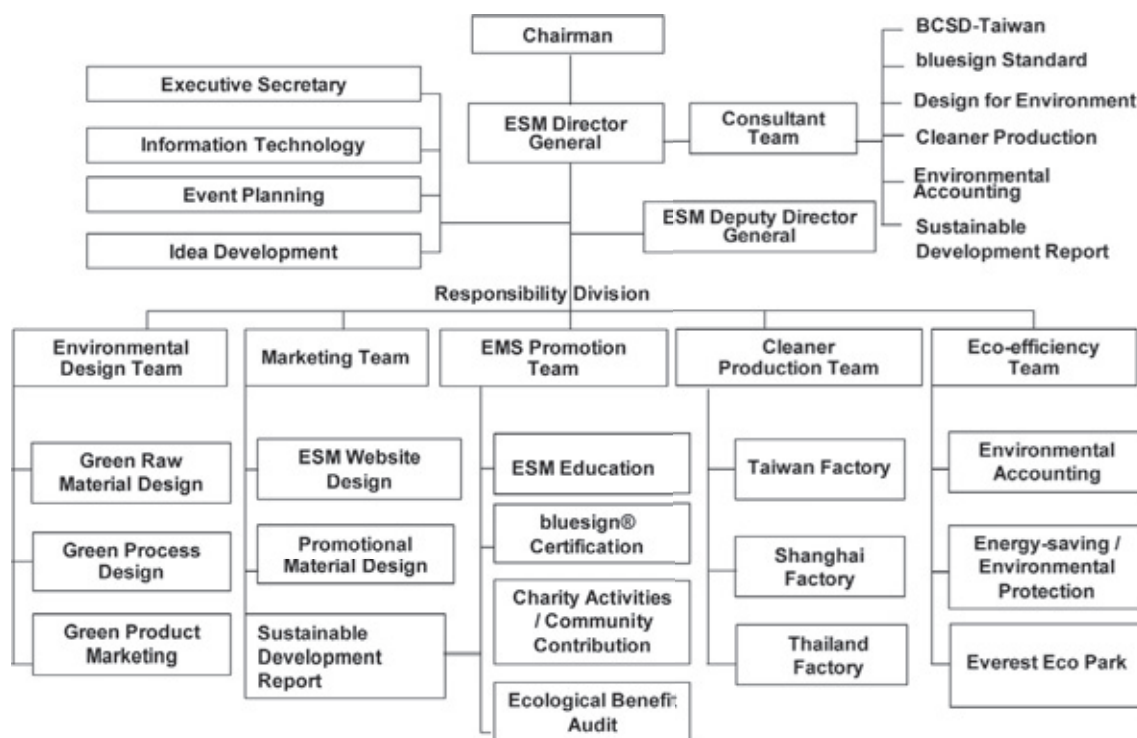 Chairman
BCSD-Taiwan
bluesign Standard
Design for Environment
Cleaner Production
Environmental
Accounting
Sustainable
Development Report
Executive Secretary
Information Technology
Event Planning
Idea Development
ESM Director
General
Consultant
Team
ESM Deputy Director
General
Responsibility Division
Environmental
Design Team
Marketing Team
EMS Promotion
Team
Cleaner
Production Team
Eco-efficiency
Team
Green Raw
Material Design
Green Process
Design
Green Product
Marketing
ESM Website
Design
Promotional
Material Design
Sustainable
Development
Report
ESM Education
bluesign®
Certification
Charity Activities
/ Community
Contribution
Ecological Benefit
Audit
Taiwan Factory
Shanghai
Factory
Thailand
Factory
Environmental
Accounting
Energy-saving /
Environmental
Protection
Everest Eco Park